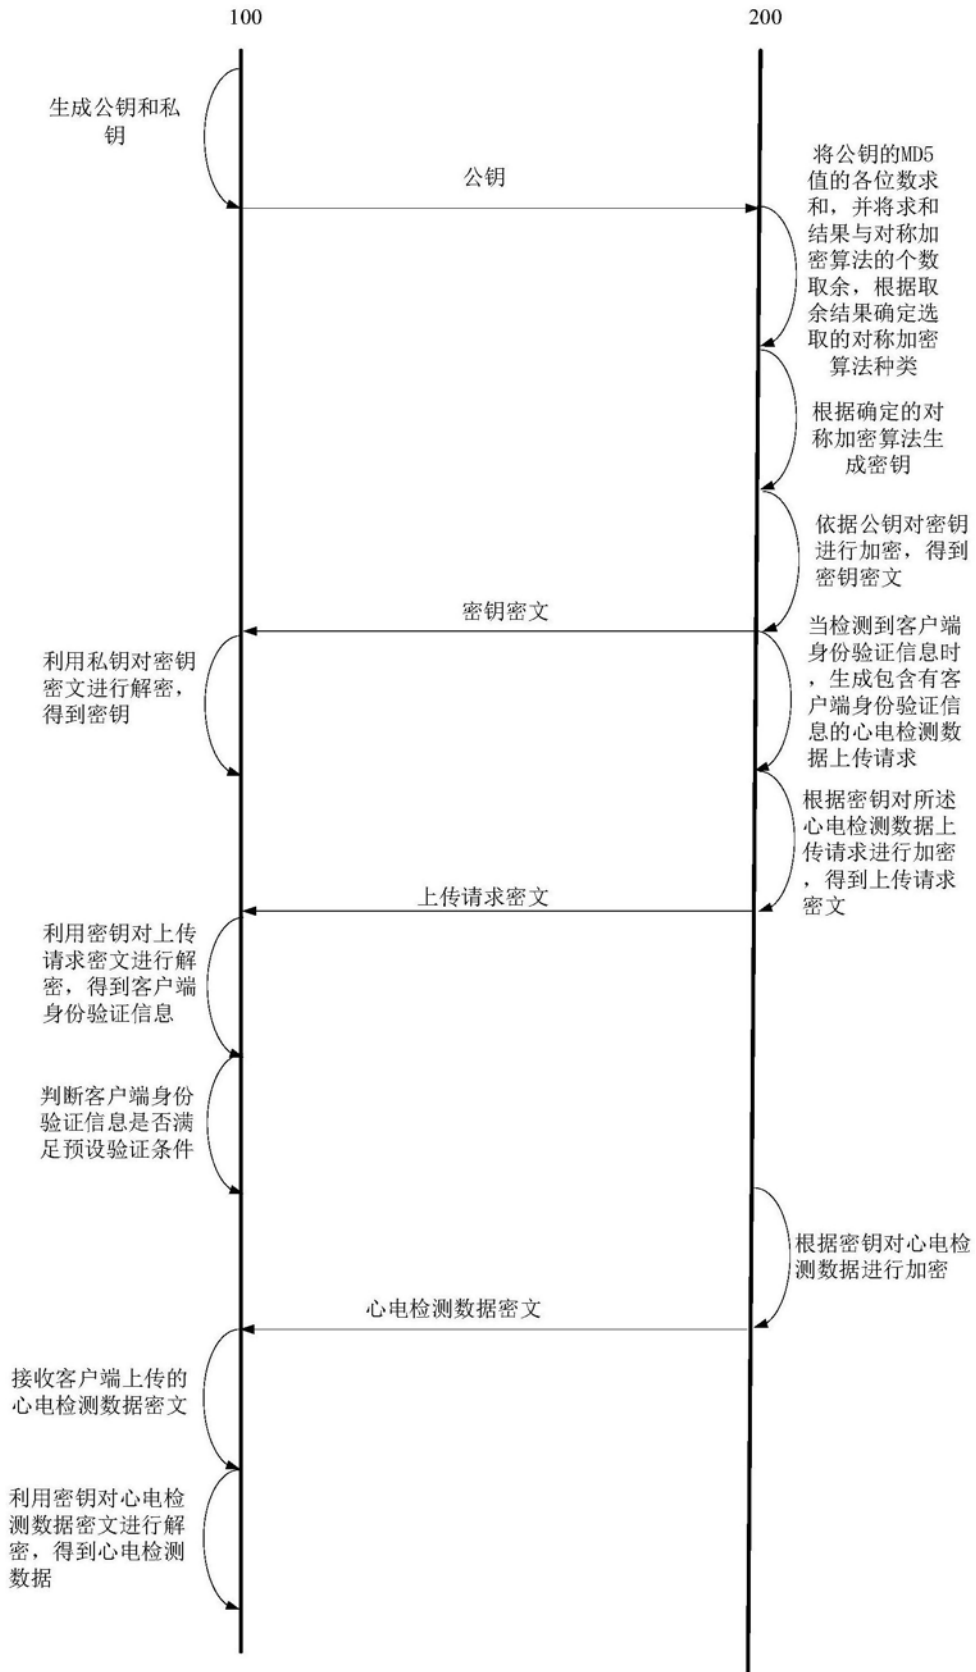 100
200
生成公钥和私
钥
公钥
将公钥的MD5
值的各位数求
和，并将求和
结果与对称加
密算法的个数
取余，根据取
余结果确定选
取的对称加密
算法种类
根据确定的对
称加密算法生
成密钥
依据公钥对密钥
进行加密，得到
密钥密文
密钥密文
利用私钥对密钥
密文进行解密，
得到密钥
当检测到客户端
身份验证信息时
，生成包含有客
户端身份验证信
息的心电检测数
据上传请求
根据密钥对所述
心电检测数据上
传请求进行加密
，得到上传请求
密文
上传请求密文
利用密钥对上传
请求密文进行解
密，得到客户端
身份验证信息
判断客户端身份
验证信息是否满
足预设验证条件
根据密钥对心电检
测数据进行加密
心电检测数据密文
接收客户端上传的
心电检测数据密文
利用密钥对心电检
测数据密文进行解
密，得到心电检测
数据